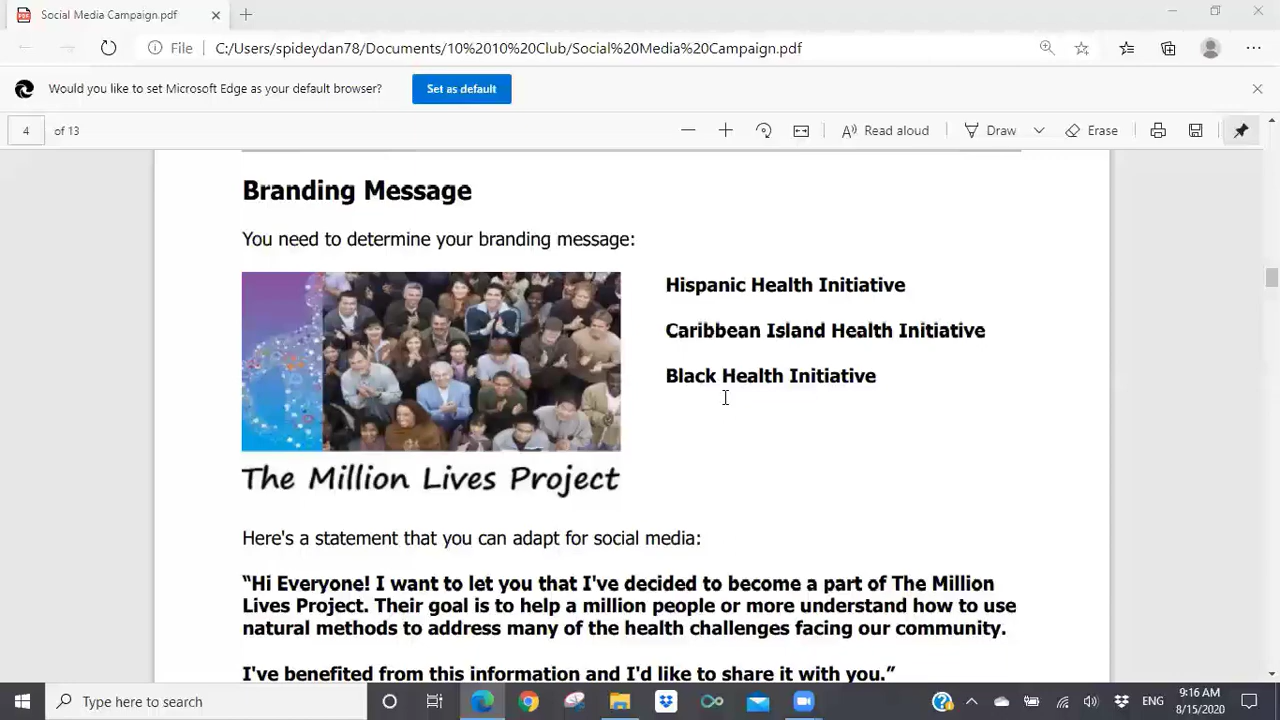 Social Media Campaign.pdf
File
C:/Users/spideydan78/Documents/10%2010%20Club/Social%20Media%20Campaign.pdf
Would you like to set Microsoft Edge as your default browser?
Set as default
4 of 13
Read aloud
Draw
Erase
Branding Message
You need to determine your branding message:
Hispanic Health Initiative
Caribbean Island Health Initiative
Black Health Initiative
The Million Lives Project
Here's a statement that you can adapt for social media:
“Hi Everyone! I want to let you that I've decided to become a part of The Million
Lives Project. Their goal is to help a million people or more understand how to use
natural methods to address many of the health challenges facing our community.
I've benefited from this information and I'd like to share it with you.”
Type here to search
ENG
9:16 AM
8/15/2020